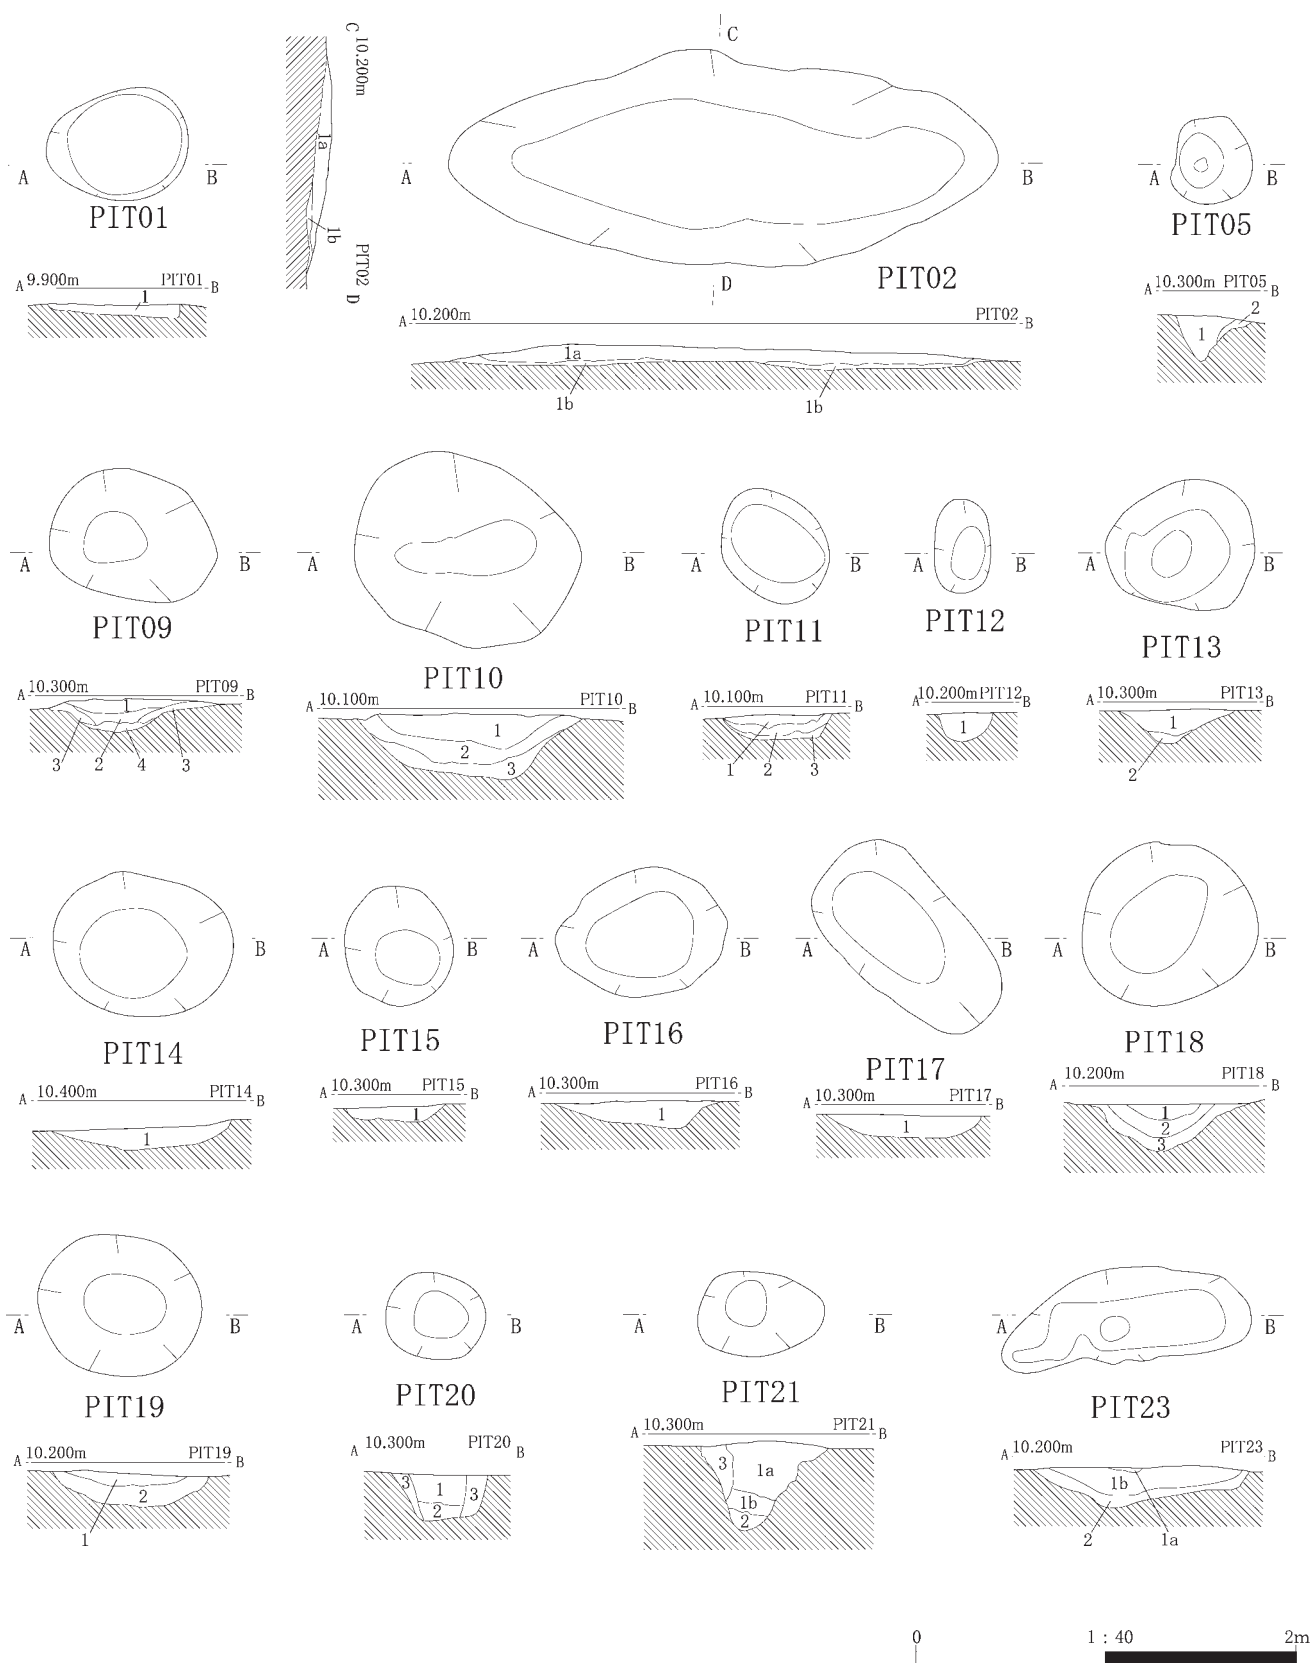 C
A B
PIT01
A 9.900m PIT01 B
1
C 10.200m PIT02 D
1a
1b
A B
D
PIT02
A 10.200m PIT02 B
1a
1b 1b
A B
PIT05
A 10.300m PIT05 B
1 2
A B
PIT09
A 10.300m PIT09 B
1
3 2 4 3
A B
PIT10
A 10.100m PIT10 B
1
2
3
A B
PIT11
A 10.100m PIT11 B
1 2 3
A B
PIT12
A 10.200m PIT12 B
1
A B
PIT13
A 10.300m PIT13 B
1
2
A B
PIT14
A 10.400m PIT14 B
1
A B
PIT15
A 10.300m PIT15 B
1
A B
PIT16
A 10.300m PIT16 B
1
A B
PIT17
A 10.300m PIT17 B
1
A B
PIT18
A 10.200m PIT18 B
1
2
3
A B
PIT19
A 10.200m PIT19 B
2
1
A B
PIT20
A 10.300m PIT20 B
3 1 3
2
A B
PIT21
A 10.300m PIT21 B
3 1a
1b
2
A B
PIT23
A 10.200m PIT23 B
1b
2 1a
0 1：40 2m